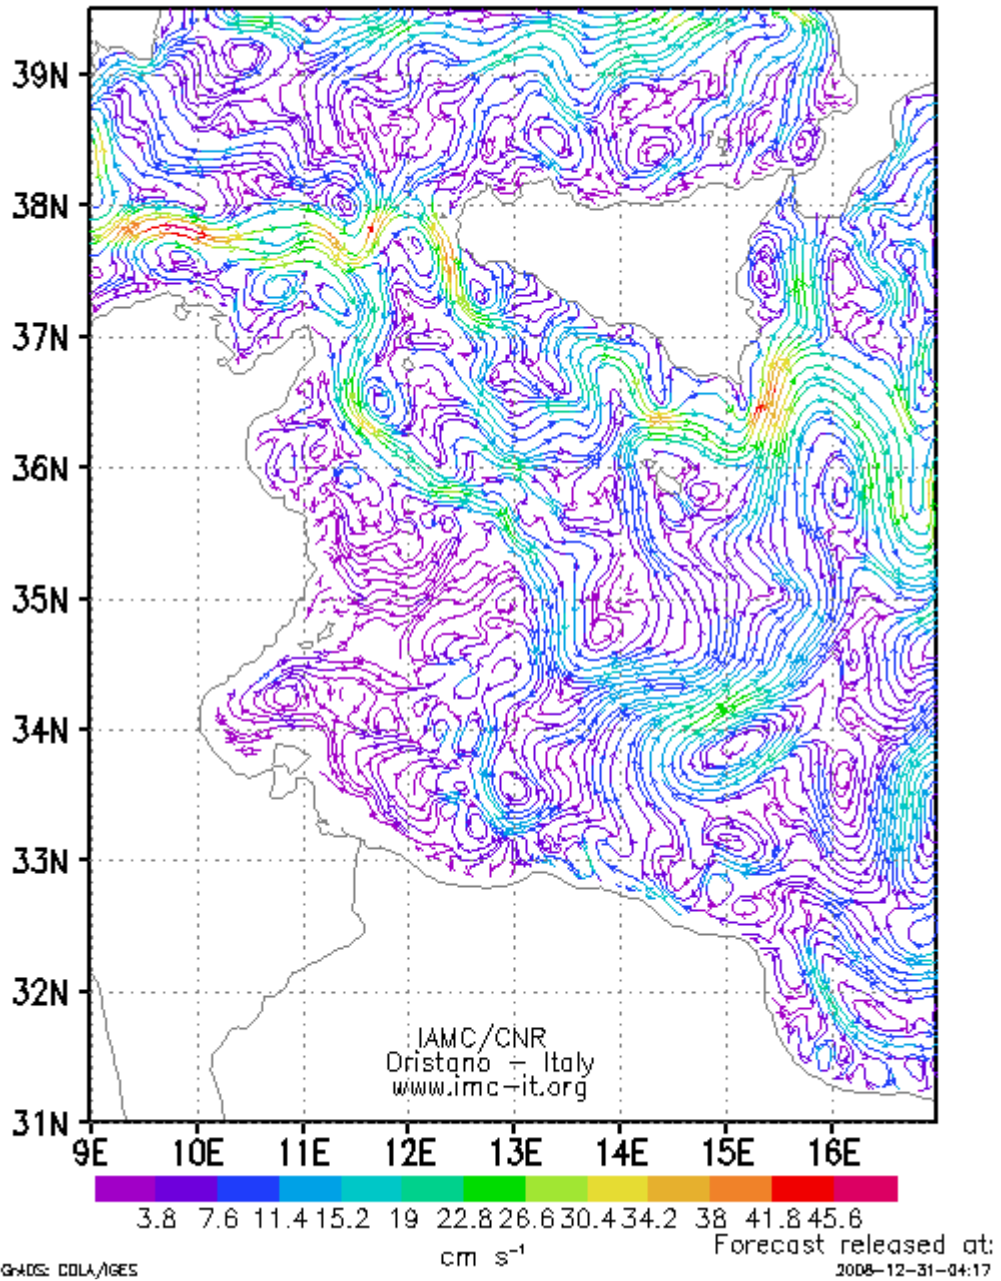 39N
38N
37N
36N
35N
34N
33N
32N
31N
IAMC/CNR
Oristano - Italy
www.imc-it.org
9E 10E 11E 12E 13E 14E 15E 16E
3.8 7.6 11.4 15.2 19 22.8 26.6 30.4 34.2 38 41.8 45.6
cm s⁻¹
Forecast released at:
GrADS: COLA/IGES
2008-12-31-04:17